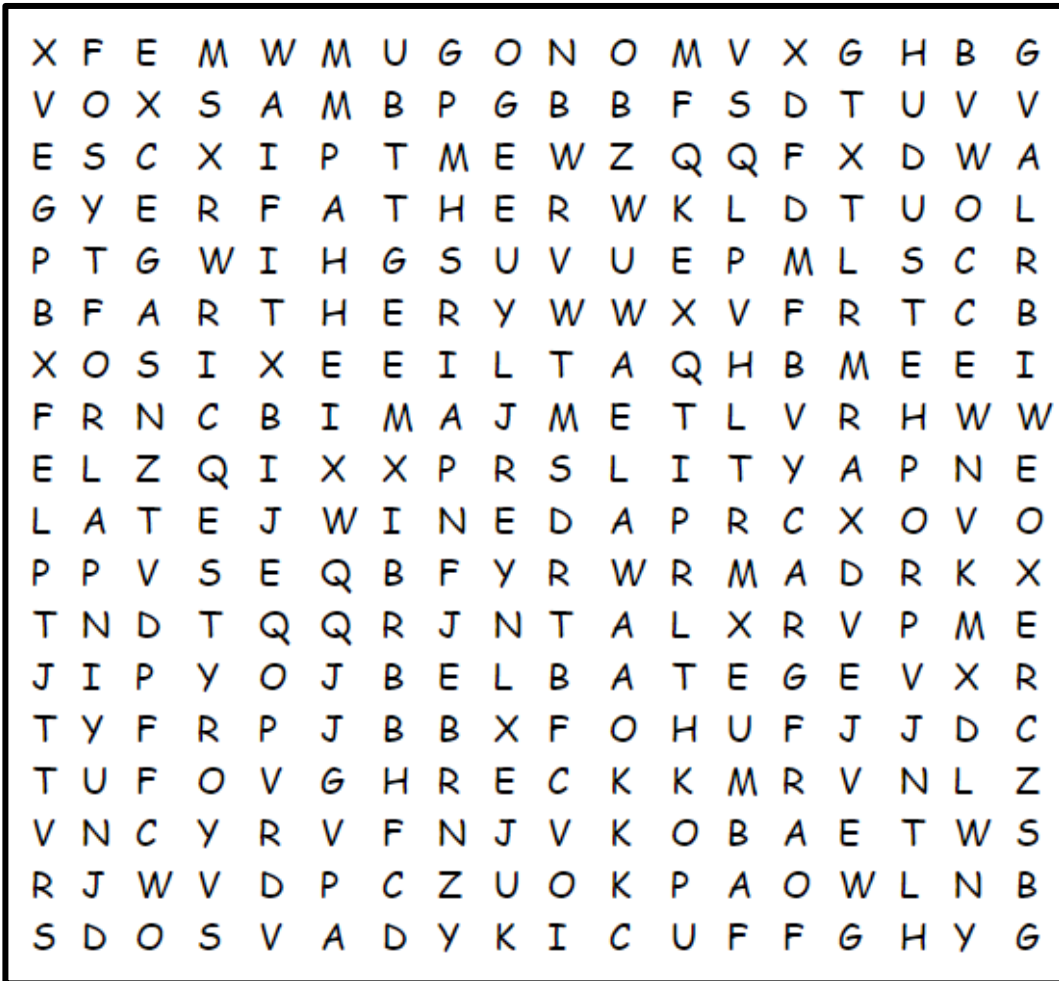 X F E M W M U G O N O M V X G H B G
V O X S A M B P G B B F S D T U V V
E S C X I P T M E W Z Q Q F X D W A
G Y E R F A T H E R W K L D T U O L
P T G W I H G S U V U E P M L S C R
B F A R T H E R Y W W X V F R T C B
X O S I X E E I L T A Q H B M E E I
F R N C B I M A J M E T L V R H W W
E L Z Q I X X P R S L I T Y A P N E
L A T E J W I N E D A P R C X O V O
P P V S E Q B F Y R W R M A D R K X
T N D T Q Q R J N T A L X R V P M E
J I P Y O J B E L B A T E G E V X R
T Y F R P J B B X F O H U F J J D C
T U F O V G H R E C K K M R V N L Z
V N C Y R V F N J V K O B A E T W S
R J W V D P C Z U O K P A O W L N B
S D O S V A D Y K I C U F F G H Y G